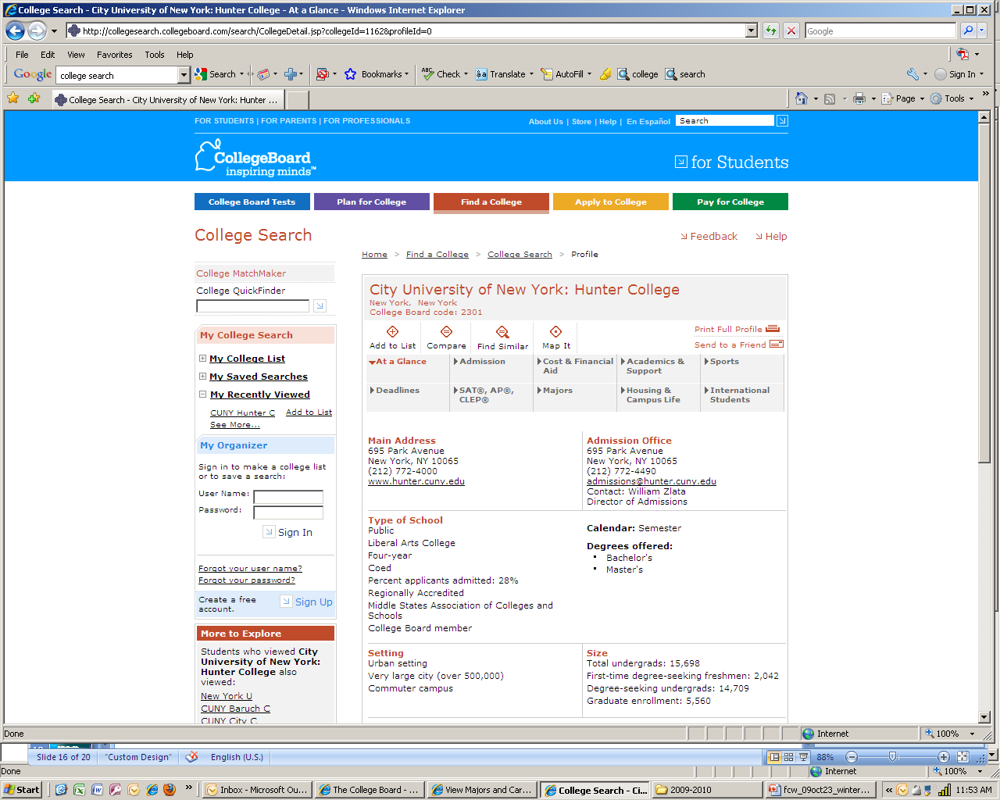 College Search - City University of New York: Hunter College - At a Glance - Windows Internet Explorer
http://collegesearch.collegeboard.com/search/CollegeDetail.jsp?collegeId=1162&profileId=0
Google
File Edit View Favorites Tools Help
Google college search Search Bookmarks ABC Check Translate AutoFill college search Sign In
College Search - City University of New York: Hunter ...
Page Tools
FOR STUDENTS | FOR PARENTS | FOR PROFESSIONALS
About Us | Store | Help | En Español Search
CollegeBoard
inspiring minds™
for Students
College Board Tests Plan for College Find a College Apply to College Pay for College
College Search
Feedback Help
Home > Find a College > College Search > Profile
College MatchMaker
College QuickFinder
My College Search
My College List
My Saved Searches
My Recently Viewed
CUNY Hunter C Add to List
See More...
My Organizer
Sign in to make a college list
or to save a search:
User Name:
Password:
Sign In
Forgot your user name?
Forgot your password?
Create a free
account.
Sign Up
More to Explore
Students who viewed City
University of New York:
Hunter College also
viewed:
New York U
CUNY Baruch C
CUNY City C
City University of New York: Hunter College
New York, New York
College Board code: 2301
Add to List Compare Find Similar Map It
Print Full Profile
Send to a Friend
At a Glance Admission Cost & Financial Aid Academics & Support Sports
Deadlines SAT®, AP®, CLEP® Majors Housing & Campus Life International Students
Main Address
695 Park Avenue
New York, NY 10065
(212) 772-4000
www.hunter.cuny.edu
Admission Office
695 Park Avenue
New York, NY 10065
(212) 772-4490
admissions@hunter.cuny.edu
Contact: William Zlata
Director of Admissions
Type of School
Public
Liberal Arts College
Four-year
Coed
Percent applicants admitted: 28%
Regionally Accredited
Middle States Association of Colleges and
Schools
College Board member
Calendar: Semester
Degrees offered:
• Bachelor's
• Master's
Setting
Urban setting
Very large city (over 500,000)
Commuter campus
Size
Total undergrads: 15,698
First-time degree-seeking freshmen: 2,042
Degree-seeking undergrads: 14,709
Graduate enrollment: 5,560
Done Internet 100%
Slide 16 of 20 "Custom Design" English (U.S.) 88%
Done Internet 100%
Start Inbox - Microsoft Ou... The College Board - ... View Majors and Car... College Search - Ci... 2009-2010 fcw_09oct23_winter... 11:53 AM